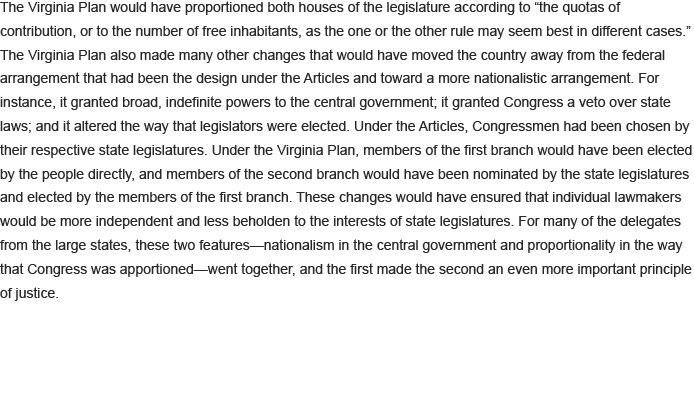 The Virginia Plan would have proportioned both houses of the legislature according to “the quotas of
contribution, or to the number of free inhabitants, as the one or the other rule may seem best in different cases.”
The Virginia Plan also made many other changes that would have moved the country away from the federal
arrangement that had been the design under the Articles and toward a more nationalistic arrangement. For
instance, it granted broad, indefinite powers to the central government; it granted Congress a veto over state
laws; and it altered the way that legislators were elected. Under the Articles, Congressmen had been chosen by
their respective state legislatures. Under the Virginia Plan, members of the first branch would have been elected
by the people directly, and members of the second branch would have been nominated by the state legislatures
and elected by the members of the first branch. These changes would have ensured that individual lawmakers
would be more independent and less beholden to the interests of state legislatures. For many of the delegates
from the large states, these two features—nationalism in the central government and proportionality in the way
that Congress was apportioned—went together, and the first made the second an even more important principle
of justice.